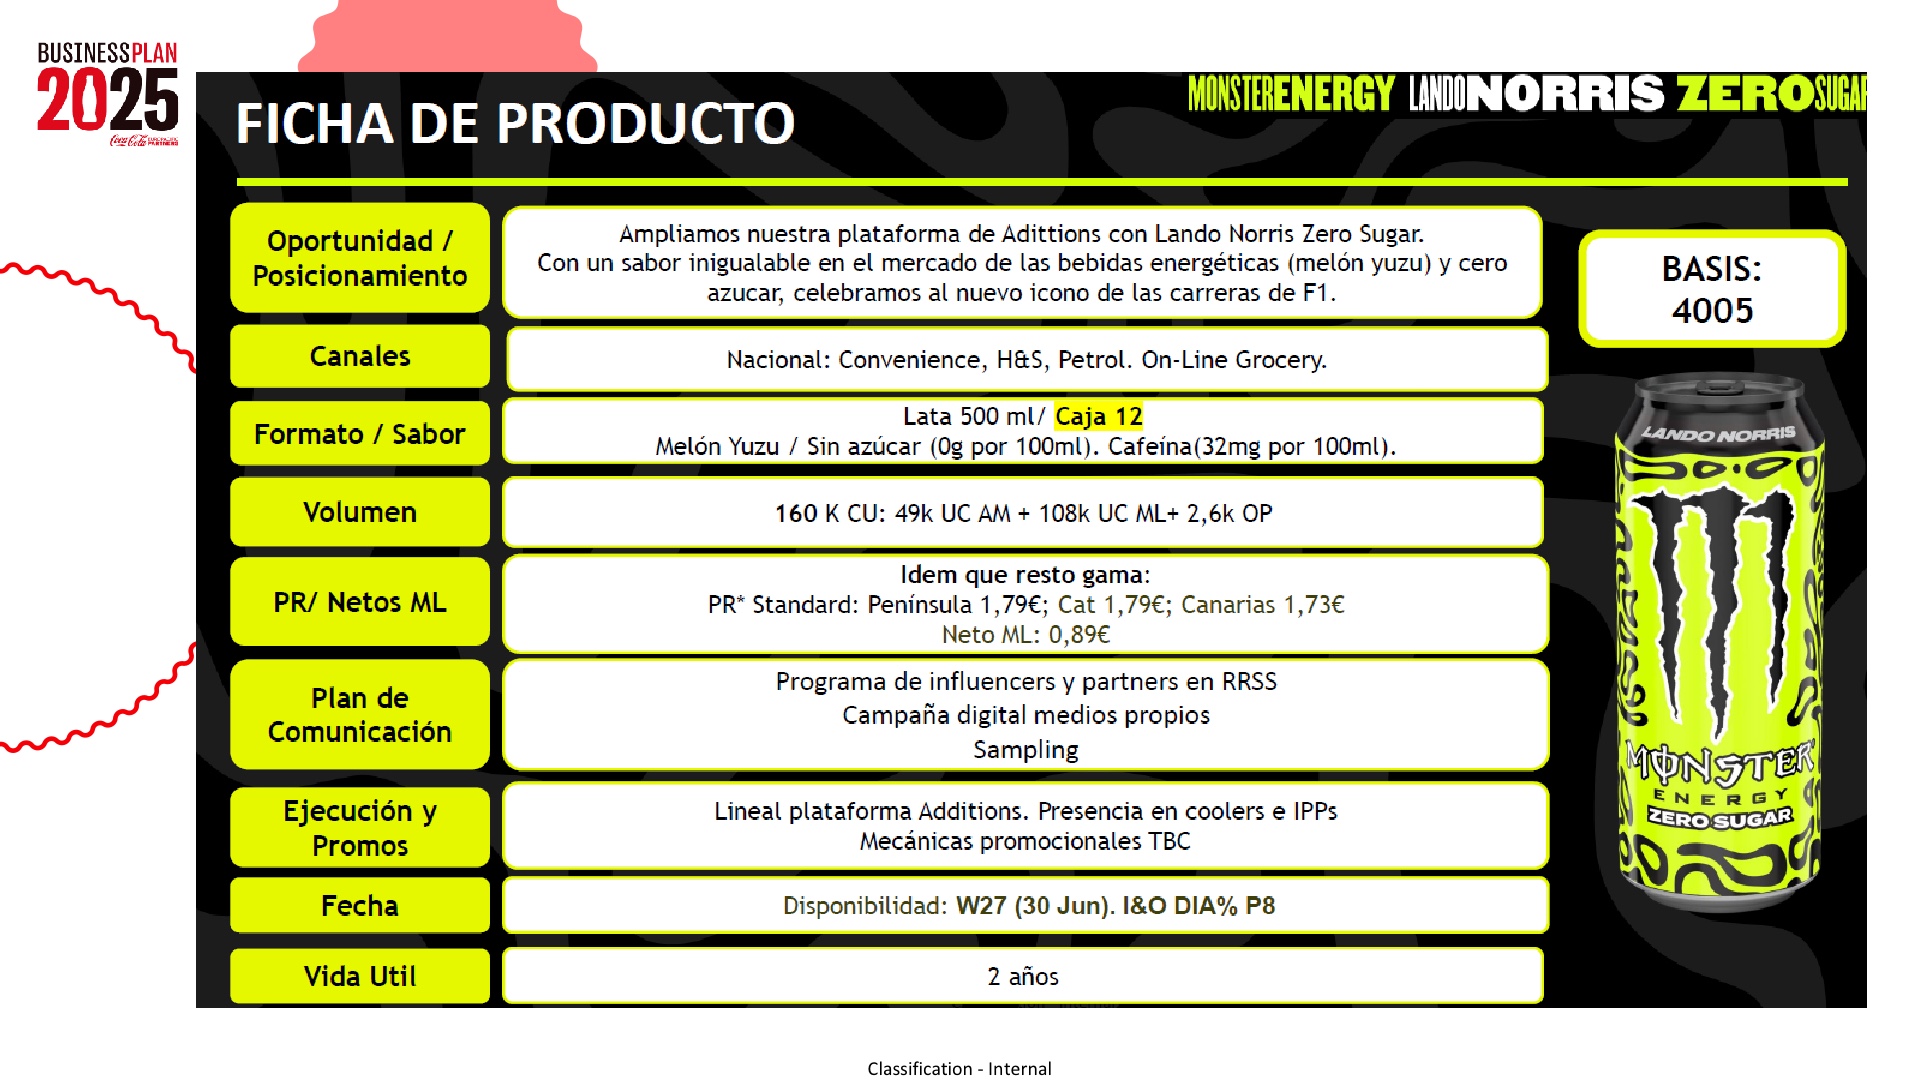 BUSINESSPLAN
2025
Coca-Cola EUROPACIFIC
PARTNERS
MONSTERENERGY LANDONORRIS ZEROSUGAR
FICHA DE PRODUCTO
Oportunidad /
Posicionamiento
Ampliamos nuestra plataforma de Adittions con Lando Norris Zero Sugar.
Con un sabor inigualable en el mercado de las bebidas energéticas (melón yuzu) y cero
azucar, celebramos al nuevo icono de las carreras de F1.
BASIS:
4005
Canales
Nacional: Convenience, H&S, Petrol. On-Line Grocery.
Formato / Sabor
Lata 500 ml/ Caja 12
Melón Yuzu / Sin azúcar (0g por 100ml). Cafeína(32mg por 100ml).
Volumen
160 K CU: 49k UC AM + 108k UC ML+ 2,6k OP
PR/ Netos ML
Idem que resto gama:
PR* Standard: Península 1,79€; Cat 1,79€; Canarias 1,73€
Neto ML: 0,89€
Plan de
Comunicación
Programa de influencers y partners en RRSS
Campaña digital medios propios
Sampling
Ejecución y
Promos
Lineal plataforma Additions. Presencia en coolers e IPPs
Mecánicas promocionales TBC
Fecha
Disponibilidad: W27 (30 Jun). I&O DIA% P8
Vida Util
2 años
LANDO NORRIS
MONSTER
ENERGY
ZERO SUGAR
Classification - Internal